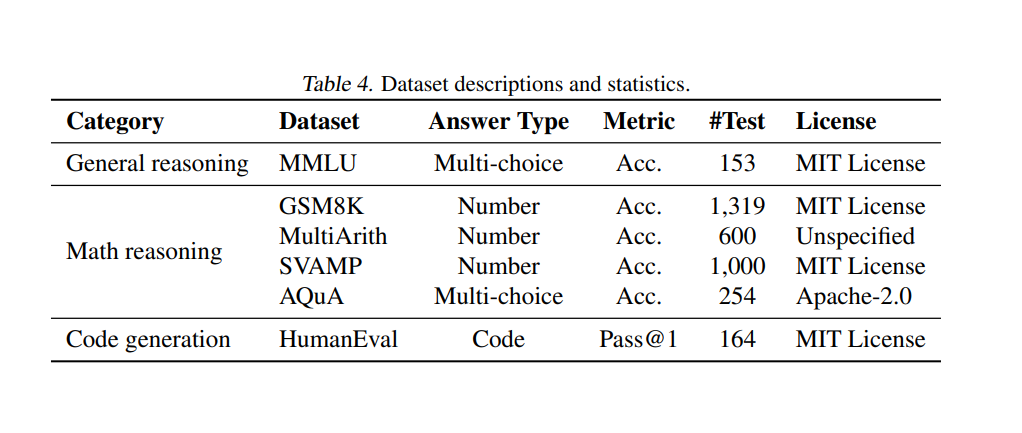 Table 4. Dataset descriptions and statistics.
Category Dataset Answer Type Metric #Test License
General reasoning MMLU Multi-choice Acc. 153 MIT License
GSM8K Number Acc. 1,319 MIT License
MultiArith Number Acc. 600 Unspecified
Math reasoning
SVAMP Number Acc. 1,000 MIT License
AQuA Multi-choice Acc. 254 Apache-2.0
Code generation HumanEval Code Pass@1 164 MIT License